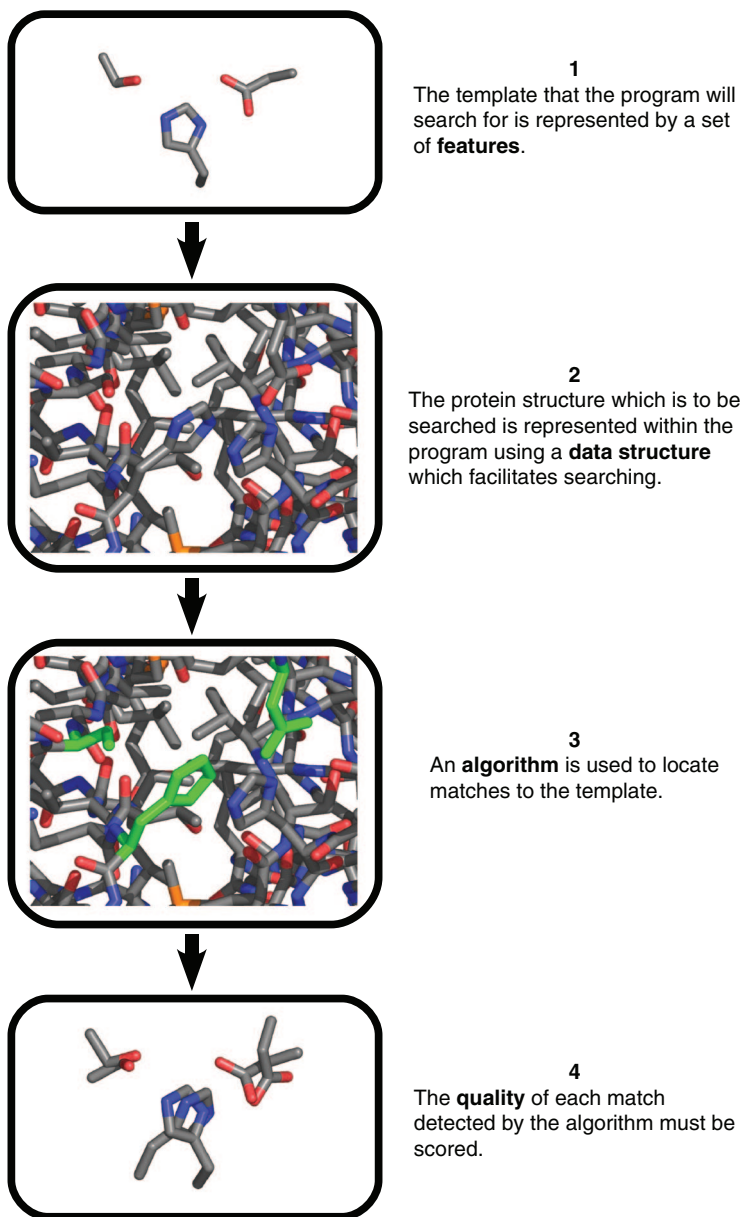 1
The template that the program will
search for is represented by a set
of features.
2
The protein structure which is to be
searched is represented within the
program using a data structure
which facilitates searching.
3
An algorithm is used to locate
matches to the template.
4
The quality of each match
detected by the algorithm must be
scored.